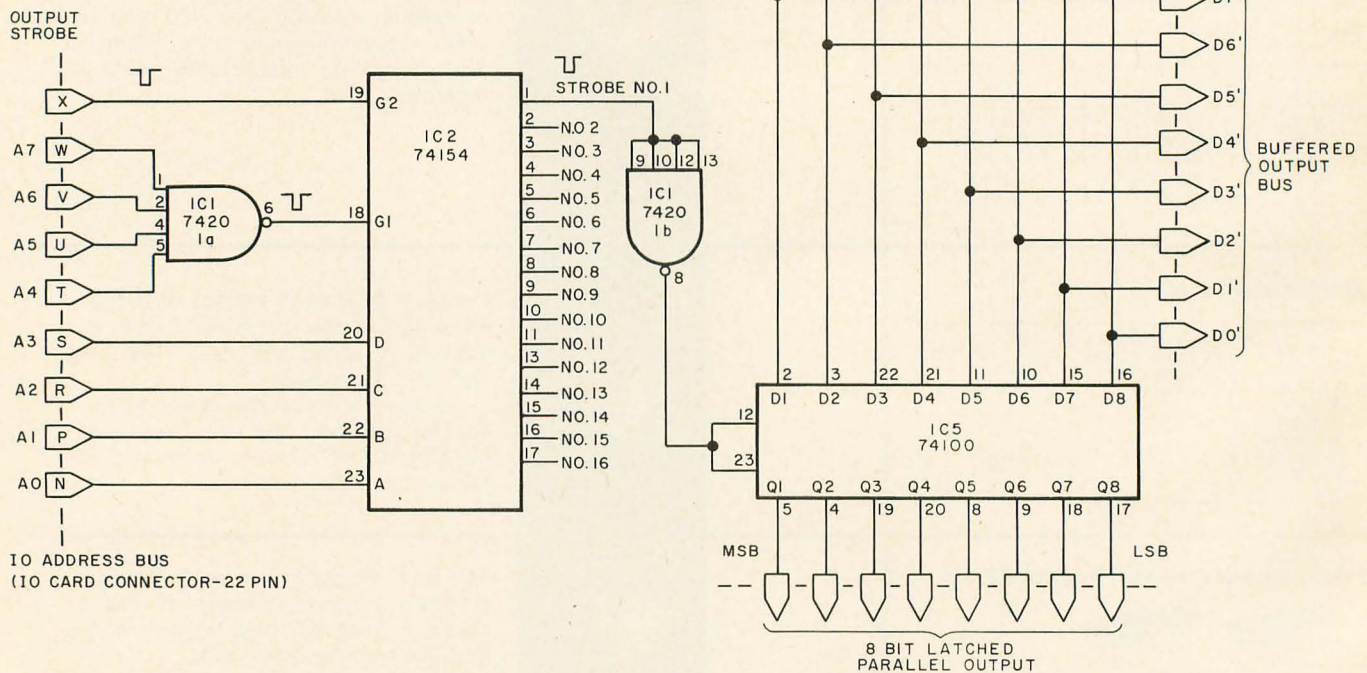 OUTPUT
STROBE
X
A7 W
A6 V
A5 U
A4 T
A3 S
A2 R
A1 P
A0 N
IO ADDRESS BUS
(IO CARD CONNECTOR-22 PIN)
1
2
4
5
IC1
7420
1a
6
19 G2
18 G1
20 D
21 C
22 B
23 A
IC2
74154
1 STROBE NO.1
2 N.O 2
3 NO.3
4 NO.4
5 NO.5
6 NO.6
7 NO.7
8 NO.8
9 NO.9
10 NO.10
11 NO.11
13 NO.12
14 NO.13
15 NO.14
16 NO.15
17 NO.16
9 10 12 13
IC1
7420
1b
8
D6'
D5'
D4'
D3'
D2'
D1'
D0'
BUFFERED
OUTPUT
BUS
2 3 22 21 11 10 15 16
D1 D2 D3 D4 D5 D6 D7 D8
12
23
IC5
74100
Q1 Q2 Q3 Q4 Q5 Q6 Q7 Q8
5 4 19 20 8 9 18 17
MSB
LSB
8 BIT LATCHED
PARALLEL OUTPUT